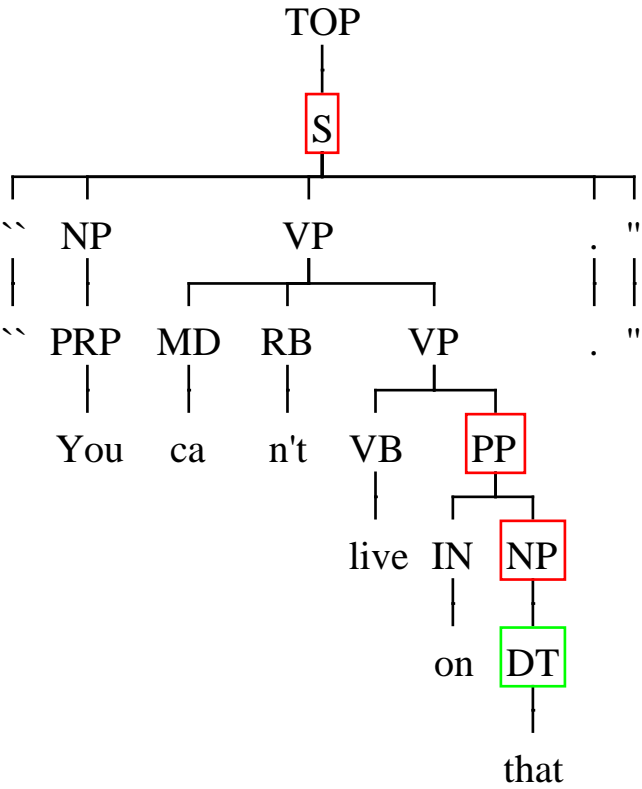 TOP
S
`` NP VP . "
`` PRP MD RB VP . "
You ca n't VB PP
live IN NP
on DT
that